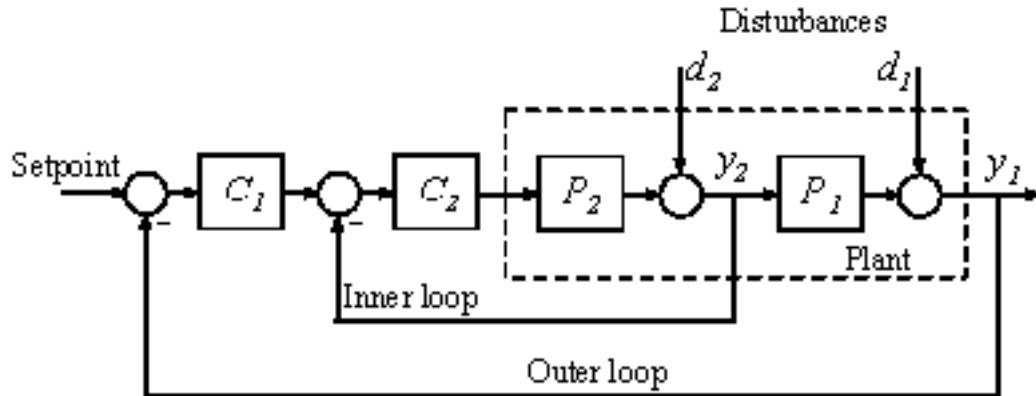 Disturbances
d2 d1
Setpoint
C1 C2 P2 y2 P1 y1
− −
Plant
Inner loop
Outer loop